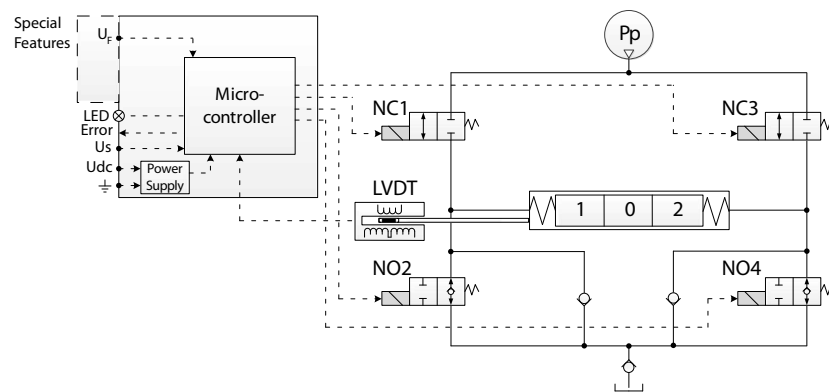 Special
Features
U_F
Pp
Micro-
controller
NC1
NC3
LED
Error
Us
Udc
Power
Supply
LVDT
1 0 2
NO2
NO4